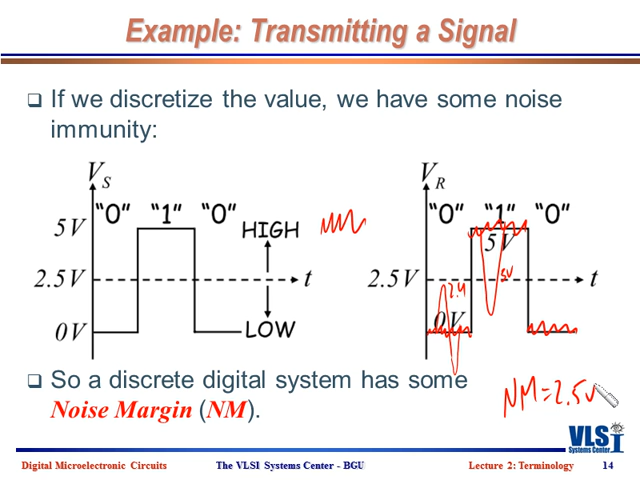 Example: Transmitting a Signal
If we discretize the value, we have some noise
immunity:
V_S
"0" "1" "0"
5V
HIGH
2.5V
t
0V
LOW
V_R
"0" "1" "0"
5V
2.5V
t
2.4
5V
0V
So a discrete digital system has some
Noise Margin (NM).
NM=2.5V
VLSI
Systems Center
Digital Microelectronic Circuits
The VLSI Systems Center - BGU
Lecture 2: Terminology
14